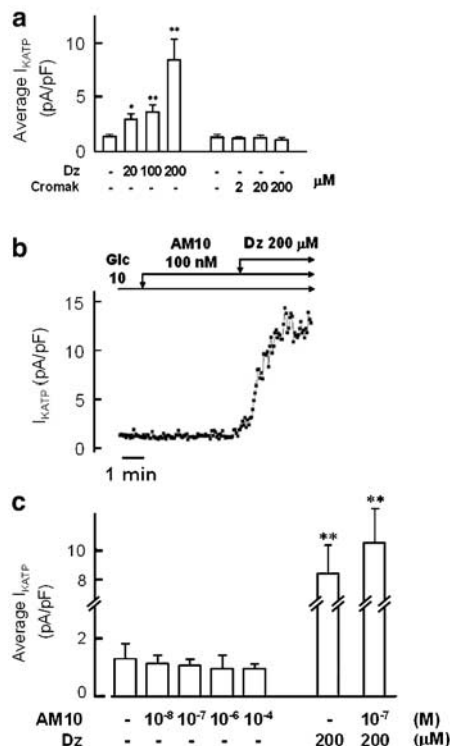 a
Average I_KATP (pA/pF)
10
5
0
* ** **
Dz - 20 100 200 - - - -
Cromak - - - - - 2 20 200 μM
b
Glc 10
AM10 100 nM
Dz 200 μM
I_KATP (pA/pF)
15
10
5
0
1 min
c
Average I_KATP (pA/pF)
10
8
2
1
0
** **
AM10 - 10⁻⁸ 10⁻⁷ 10⁻⁶ 10⁻⁴ - 10⁻⁷ (M)
Dz - - - - - 200 200 (μM)